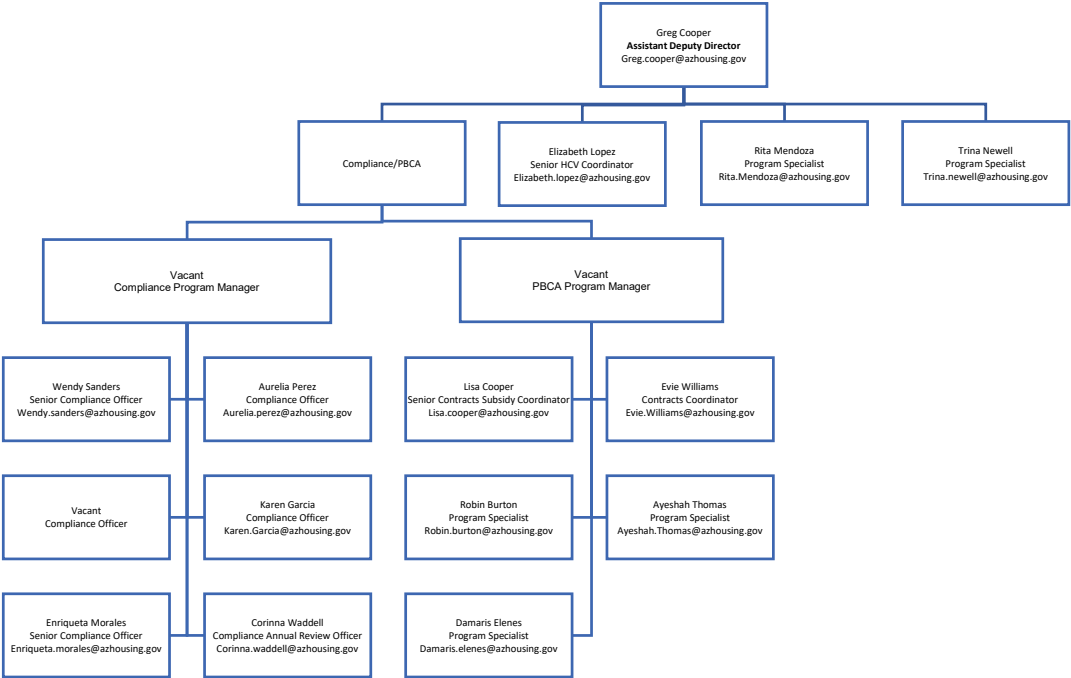 Greg Cooper
Assistant Deputy Director
Greg.cooper@azhousing.gov
Compliance/PBCA
Elizabeth Lopez
Senior HCV Coordinator
Elizabeth.lopez@azhousing.gov
Rita Mendoza
Program Specialist
Rita.Mendoza@azhousing.gov
Trina Newell
Program Specialist
Trina.newell@azhousing.gov
Vacant
Compliance Program Manager
Vacant
PBCA Program Manager
Wendy Sanders
Senior Compliance Officer
Wendy.sanders@azhousing.gov
Aurelia Perez
Compliance Officer
Aurelia.perez@azhousing.gov
Lisa Cooper
Senior Contracts Subsidy Coordinator
Lisa.cooper@azhousing.gov
Evie Williams
Contracts Coordinator
Evie.Williams@azhousing.gov
Vacant
Compliance Officer
Karen Garcia
Compliance Officer
Karen.Garcia@azhousing.gov
Robin Burton
Program Specialist
Robin.burton@azhousing.gov
Ayeshah Thomas
Program Specialist
Ayeshah.Thomas@azhousing.gov
Enriqueta Morales
Senior Compliance Officer
Enriqueta.morales@azhousing.gov
Corinna Waddell
Compliance Annual Review Officer
Corinna.waddell@azhousing.gov
Damaris Elenes
Program Specialist
Damaris.elenes@azhousing.gov